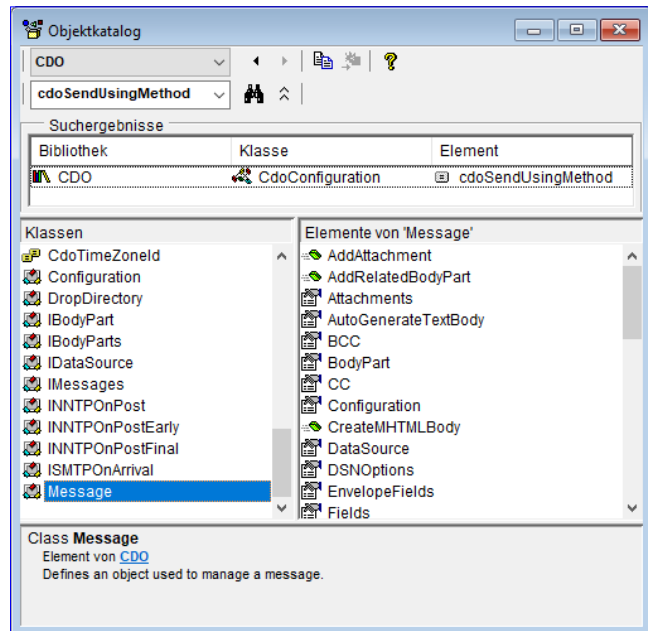 Objektkatalog
CDO
cdoSendUsingMethod
Suchergebnisse
Bibliothek Klasse Element
CDO CdoConfiguration cdoSendUsingMethod
Klassen
CdoTimeZoneId
Configuration
DropDirectory
IBodyPart
IBodyParts
IDataSource
IMessages
INNTPOnPost
INNTPOnPostEarly
INNTPOnPostFinal
ISMTPOnArrival
Message
Elemente von 'Message'
AddAttachment
AddRelatedBodyPart
Attachments
AutoGenerateTextBody
BCC
BodyPart
CC
Configuration
CreateMHTMLBody
DataSource
DSNOptions
EnvelopeFields
Fields
Class Message
Element von CDO
Defines an object used to manage a message.